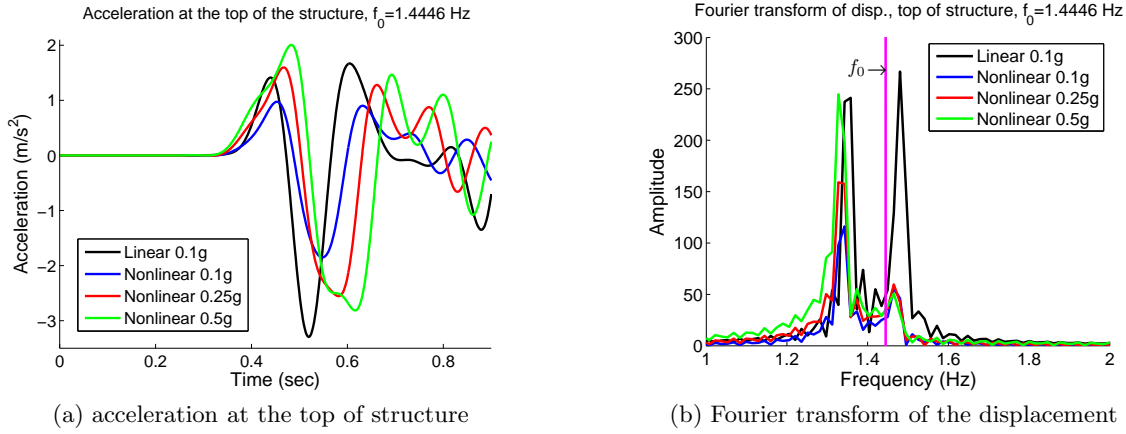 Acceleration at the top of the structure, f_0=1.4446 Hz
2
1
0
−1
−2
−3
Acceleration (m/s²)
Linear 0.1g
Nonlinear 0.1g
Nonlinear 0.25g
Nonlinear 0.5g
0
0.2
0.4
0.6
0.8
Time (sec)
(a) acceleration at the top of structure
Fourier transform of disp., top of structure, f_0=1.4446 Hz
300
250
200
150
100
50
0
Amplitude
f₀→
Linear 0.1g
Nonlinear 0.1g
Nonlinear 0.25g
Nonlinear 0.5g
1
1.2
1.4
1.6
1.8
2
Frequency (Hz)
(b) Fourier transform of the displacement